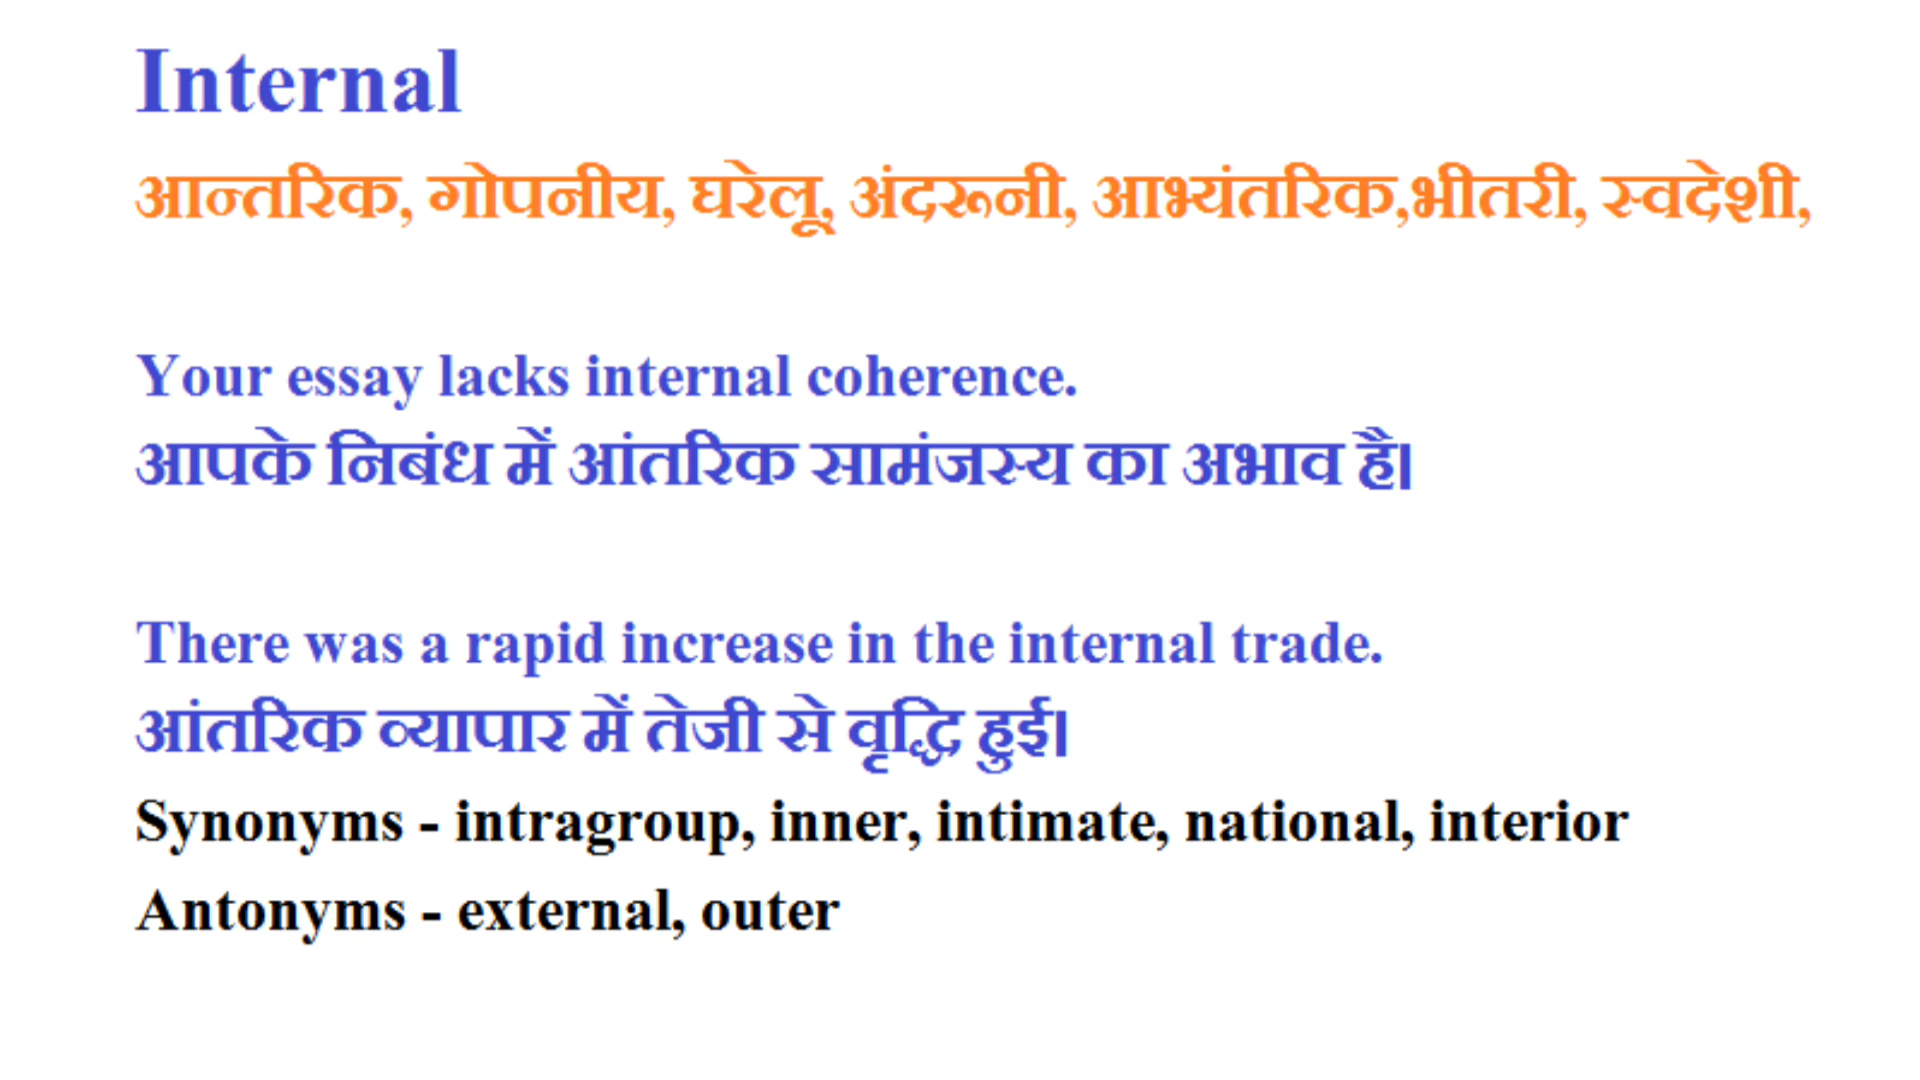 Internal
आन्तरिक, गोपनीय, घरेलू, अंदरूनी, आभ्यंतरिक,भीतरी, स्वदेशी,
Your essay lacks internal coherence.
आपके निबंध में आंतरिक सामंजस्य का अभाव है।
There was a rapid increase in the internal trade.
आंतरिक व्यापार में तेजी से वृद्धि हुई।
Synonyms - intragroup, inner, intimate, national, interior
Antonyms - external, outer